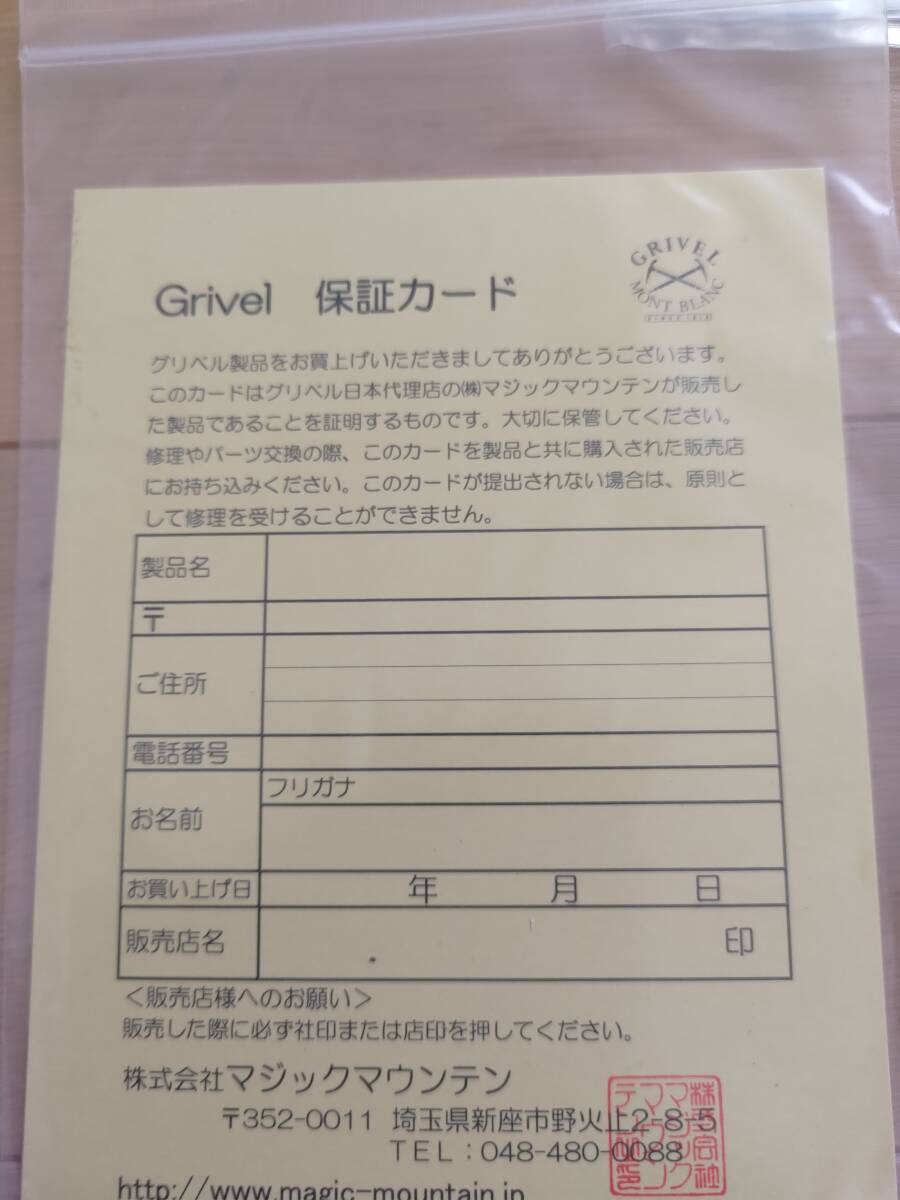 GRIVEL
MONT BLANC
Grivel 保証カード
グリベル製品をお買上げいただきましてありがとうございます。
このカードはグリベル日本代理店の㈱マジックマウンテンが販売し
た製品であることを証明するものです。大切に保管してください。
修理やパーツ交換の際、このカードを製品と共に購入された販売店
にお持ち込みください。このカードが提出されない場合は、原則と
して修理を受けることができません。
製品名
〒
ご住所
電話番号
フリガナ
お名前
お買い上げ日 年 月 日
販売店名 印
＜販売店様へのお願い＞
販売した際に必ず社印または店印を押してください。
株式会社マジックマウンテン
〒352-0011 埼玉県新座市野火止2-8-5
TEL：048-480-0088
http://www.magic-mountain.jp